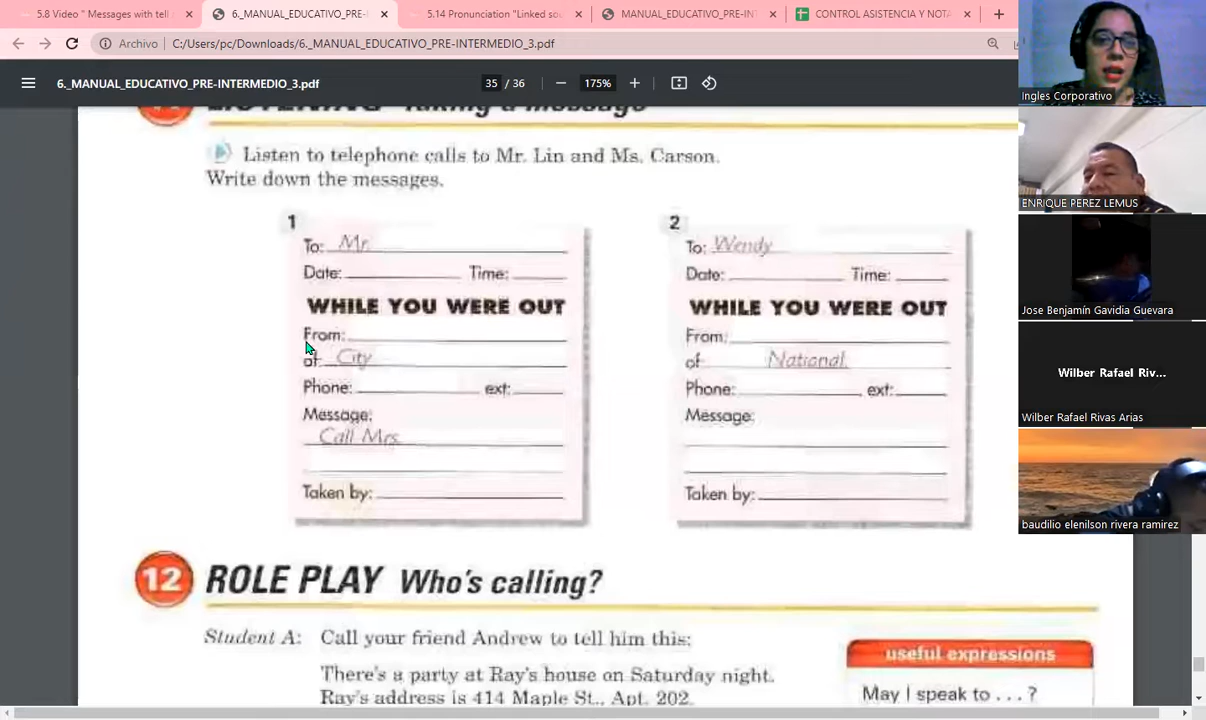 5.8 Video " Messages with tell
6._MANUAL_EDUCATIVO_PRE-
5.14 Pronunciation "Linked sou
MANUAL_EDUCATIVO_PRE-INT
CONTROL ASISTENCIA Y NOTA
Archivo C:/Users/pc/Downloads/6._MANUAL_EDUCATIVO_PRE-INTERMEDIO_3.pdf
6._MANUAL_EDUCATIVO_PRE-INTERMEDIO_3.pdf
35 / 36
175%
Listen to telephone calls to Mr. Lin and Ms. Carson.
Write down the messages.
1
To: Mr.
Date: Time:
WHILE YOU WERE OUT
From:
of City
Phone: ext:
Message:
Call Mrs.
Taken by:
2
To: Wendy
Date: Time:
WHILE YOU WERE OUT
From:
of National
Phone: ext:
Message:
Taken by:
12 ROLE PLAY Who's calling?
Student A: Call your friend Andrew to tell him this:
There's a party at Ray's house on Saturday night.
Ray's address is 414 Maple St., Apt. 202.
useful expressions
May I speak to . . . ?
Ingles Corporativo
ENRIQUE PEREZ LEMUS
Jose Benjamín Gavidia Guevara
Wilber Rafael Riv...
Wilber Rafael Rivas Arias
baudilio elenilson rivera ramirez